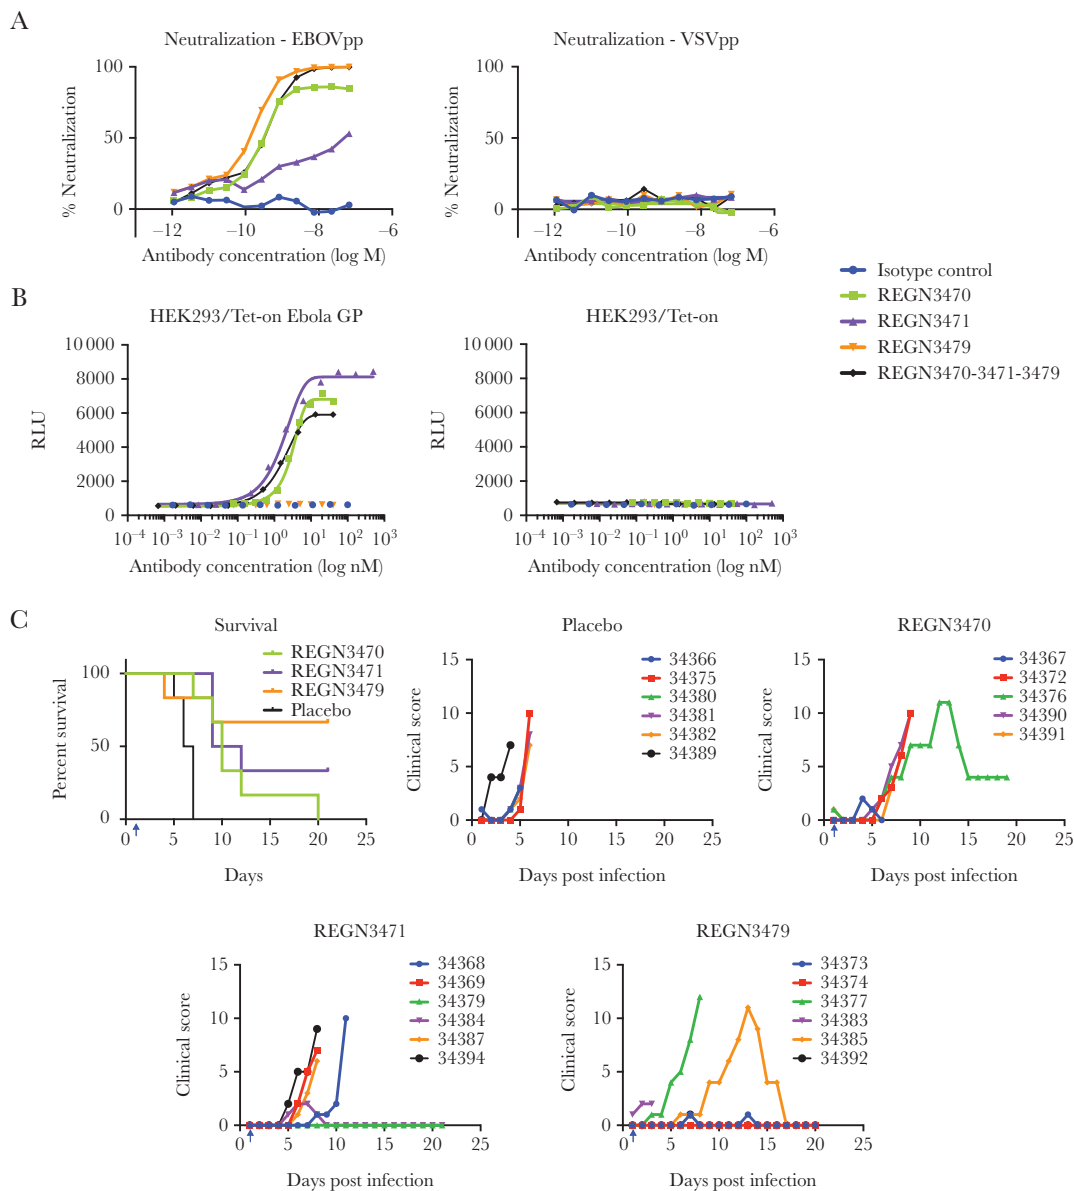 A
Neutralization - EBOVpp
% Neutralization
100
50
0
−12
−10
−8
−6
Antibody concentration (log M)
Neutralization - VSVpp
% Neutralization
100
50
0
−12
−10
−8
−6
Antibody concentration (log M)
Isotype control
REGN3470
REGN3471
REGN3479
REGN3470-3471-3479
B
HEK293/Tet-on Ebola GP
RLU
10 000
8000
6000
4000
2000
0
10⁻⁴ 10⁻³ 10⁻² 10⁻¹ 10⁰ 10¹ 10² 10³
Antibody concentration (log nM)
HEK293/Tet-on
RLU
10 000
8000
6000
4000
2000
0
10⁻⁴ 10⁻³ 10⁻² 10⁻¹ 10⁰ 10¹ 10² 10³
Antibody concentration (log nM)
C
Survival
REGN3470
REGN3471
REGN3479
Placebo
Percent survival
100
50
0
0 5 10 15 20 25
Days
Placebo
34366
34375
34380
34381
34382
34389
Clinical score
15
10
5
0
0 5 10 15 20 25
Days post infection
REGN3470
34367
34372
34376
34390
34391
Clinical score
15
10
5
0
0 5 10 15 20 25
Days post infection
REGN3471
34368
34369
34379
34384
34387
34394
Clinical score
15
10
5
0
0 5 10 15 20 25
Days post infection
REGN3479
34373
34374
34377
34383
34385
34392
Clinical score
15
10
5
0
0 5 10 15 20 25
Days post infection